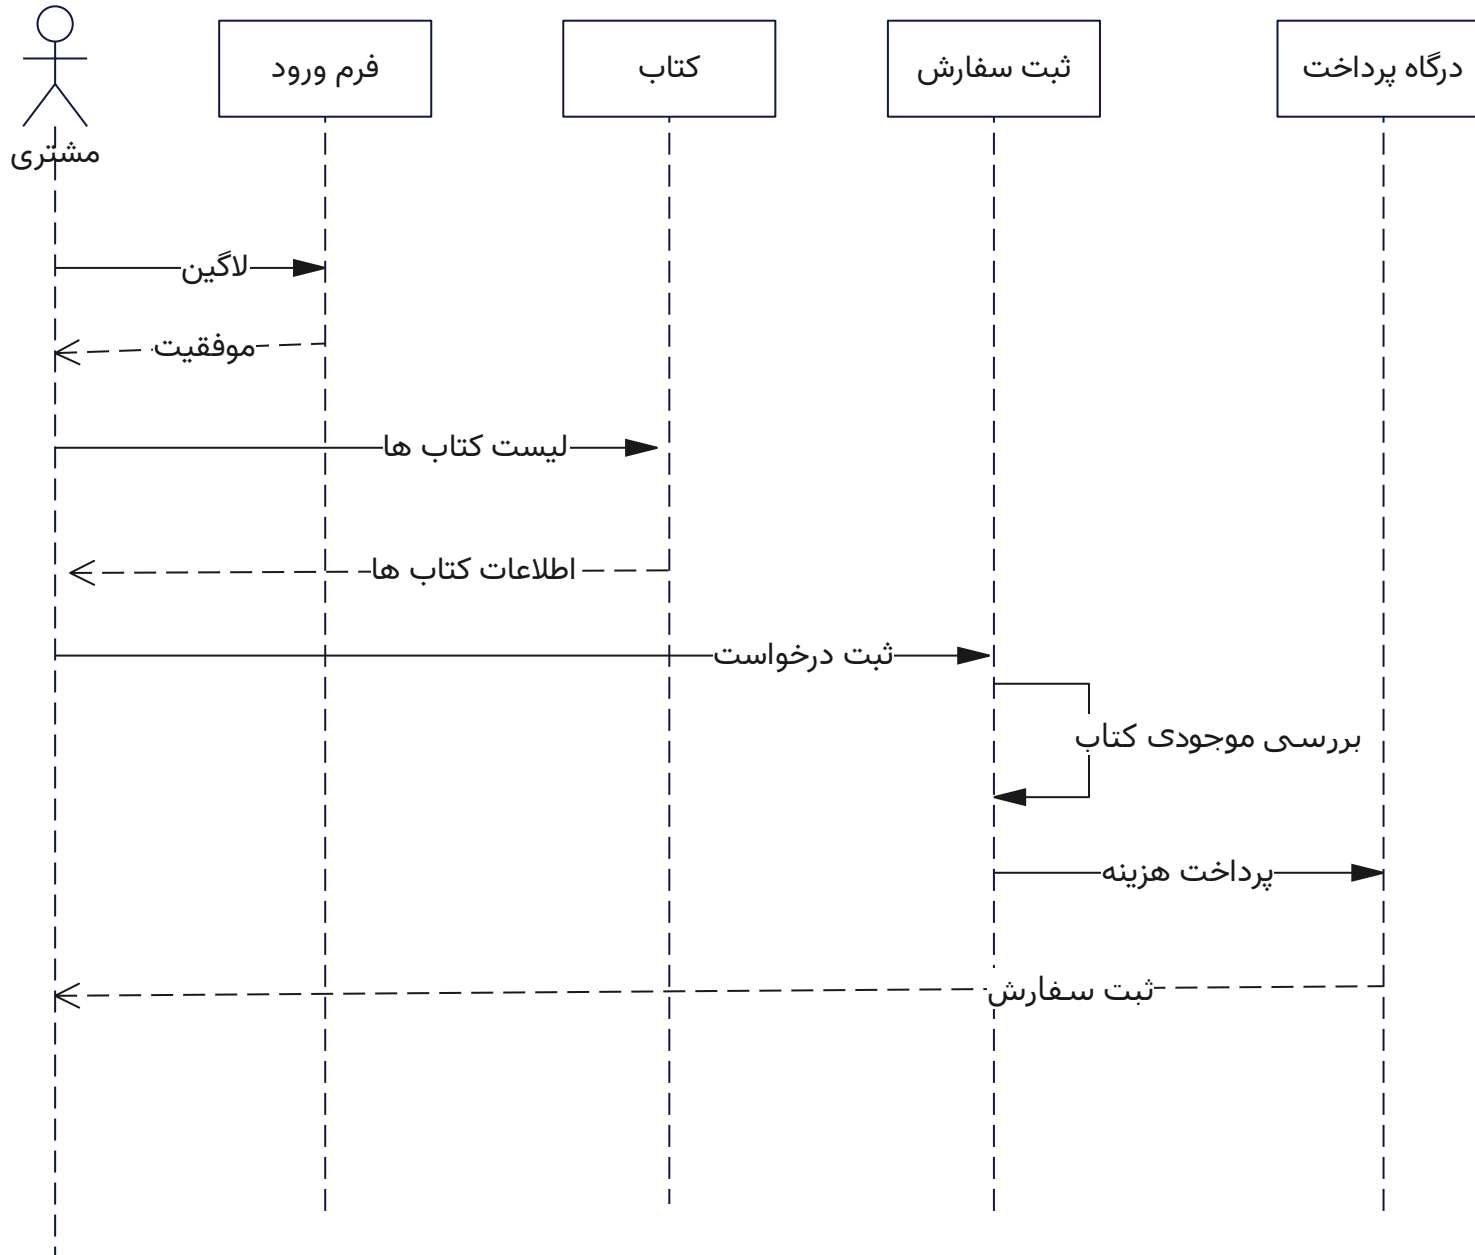 فرم ورود
کتاب
ثبت سفارش
درگاه پرداخت
مشتری
لاگین
موفقیت
لیست کتاب ها
اطلاعات کتاب ها
ثبت درخواست
بررسی موجودی کتاب
پرداخت هزینه
ثبت سفارش